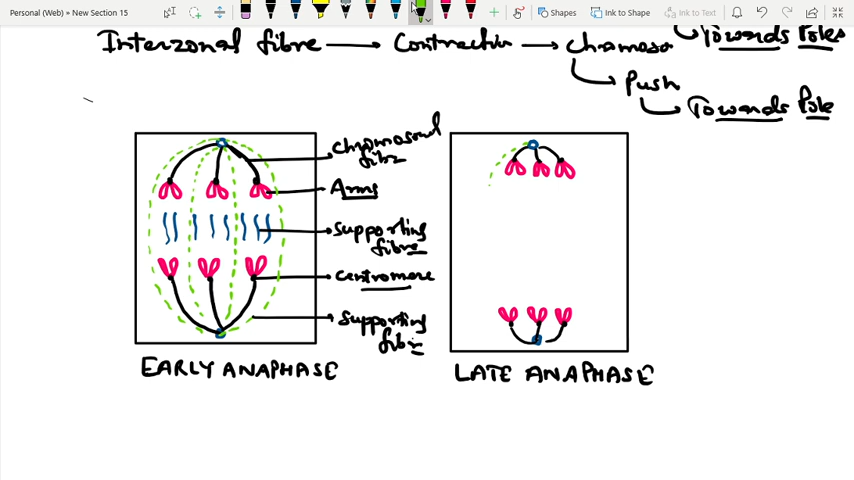 Personal (Web) » New Section 15
Shapes
Ink to Shape
Ink to Text
Interzonal fibre → Contraction → chromoso
Towards Poles
Push
Towards Pole
chromosomal
fibre
Arms
supporting
fibre
centromere
supporting
fibre
EARLY ANAPHASE
LATE ANAPHASE